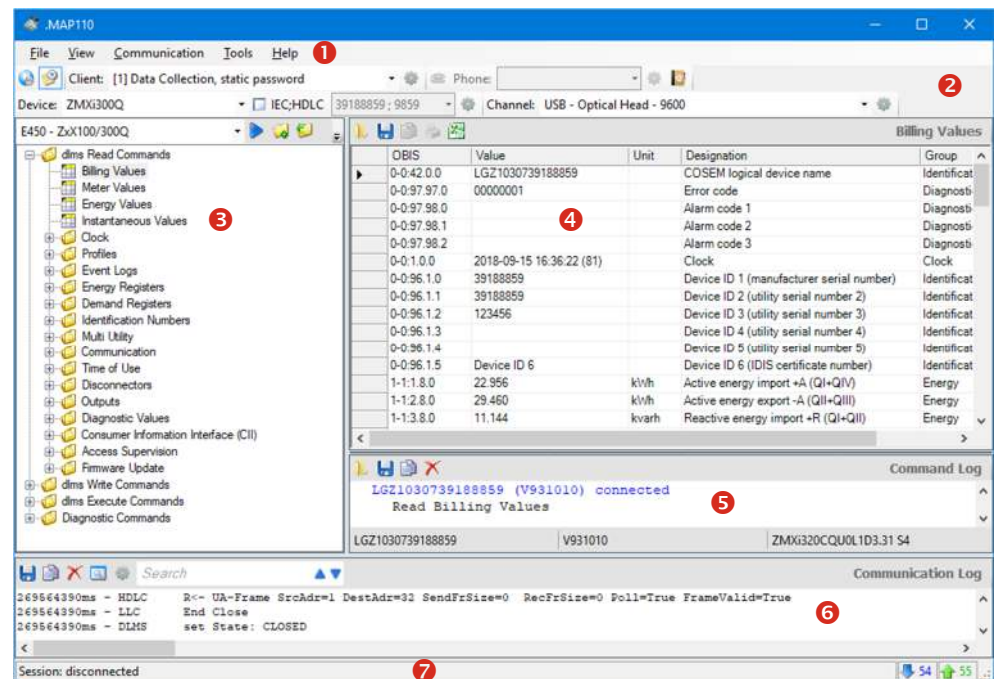 .MAP110
File View Communication Tools Help 1
Client: [1] Data Collection, static password Phone: 2
Device: ZMXi300Q IEC;HDLC 39188859 ; 9859 Channel: USB - Optical Head - 9600
E450 - ZxX100/300Q
dlms Read Commands
Billing Values
Meter Values
Energy Values
Instantaneous Values
3
Clock
Profiles
Event Logs
Energy Registers
Demand Registers
Identification Numbers
Multi Utility
Communication
Time of Use
Disconnectors
Outputs
Diagnostic Values
Consumer Information Interface (CII)
Access Supervision
Firmware Update
dlms Write Commands
dlms Execute Commands
Diagnostic Commands
Billing Values
OBIS Value Unit Designation Group
0-0:42.0.0 LGZ1030739188859 COSEM logical device name Identificat
0-0:97.97.0 00000001 Error code Diagnosti
0-0:97.98.0 Alarm code 1 Diagnosti
4
0-0:97.98.1 Alarm code 2 Diagnosti
0-0:97.98.2 Alarm code 3 Diagnosti
0-0:1.0.0 2018-09-15 16:36:22 (81) Clock Clock
0-0:96.1.0 39188859 Device ID 1 (manufacturer serial number) Identificat
0-0:96.1.1 39188859 Device ID 2 (utility serial number 2) Identificat
0-0:96.1.2 123456 Device ID 3 (utility serial number 3) Identificat
0-0:96.1.3 Device ID 4 (utility serial number 4) Identificat
0-0:96.1.4 Device ID 5 (utility serial number 5) Identificat
0-0:96.1.5 Device ID 6 Device ID 6 (IDIS certificate number) Identificat
1-1:1.8.0 22.956 kWh Active energy import +A (QI+QIV) Energy
1-1:2.8.0 29.460 kWh Active energy export -A (QII+QIII) Energy
1-1:3.8.0 11.144 kvarh Reactive energy import +R (QI+QII) Energy
Command Log
LGZ1030739188859 (V931010) connected
Read Billing Values
5
LGZ1030739188859 V931010 ZMXi320CQU0L1D3.31 S4
Search Communication Log
269564390ms - HDLC R<- UA-Frame SrcAdr=1 DestAdr=32 SendFrSize=0 RecFrSize=0 Poll=True FrameValid=True
269564390ms - LLC End Close
6
269564390ms - DLMS set State: CLOSED
Session: disconnected 7 54 55